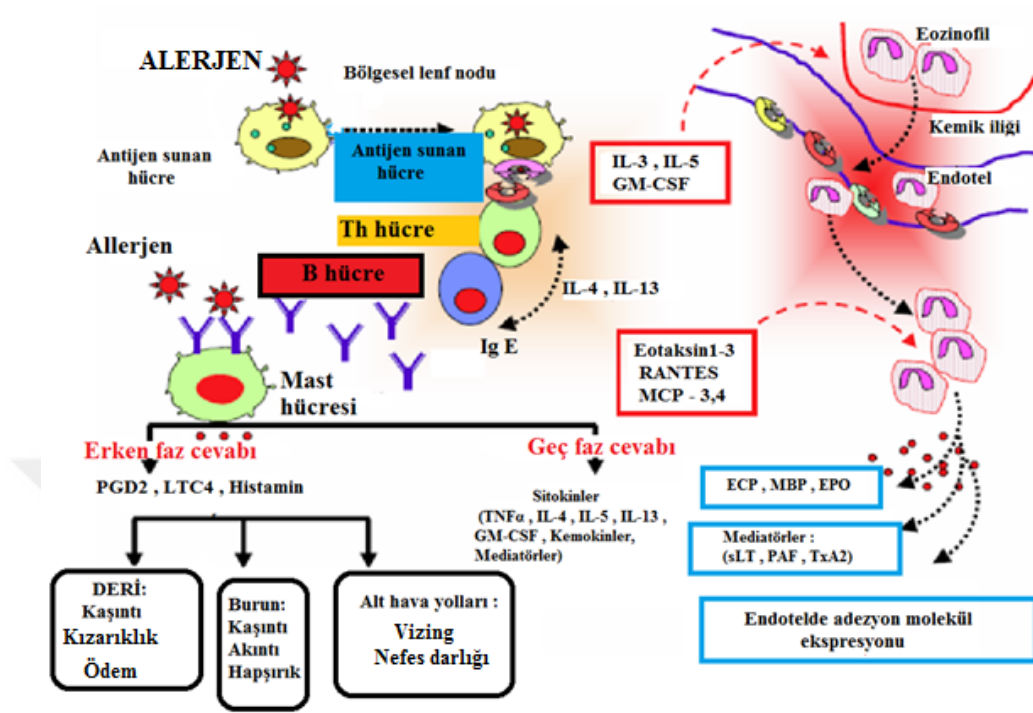 ALERJEN
Bölgesel lenf nodu
Antijen sunan
hücre
Antijen sunan
hücre
Th hücre
Allerjen
B hücre
IL-4 , IL-13
Ig E
Mast
hücresi
Erken faz cevabı
PGD2 , LTC4 , Histamin
DERİ:
Kaşıntı
Kızarıklık
Ödem
Burun:
Kaşıntı
Akıntı
Hapşırık
Alt hava yolları :
Vizing
Nefes darlığı
Geç faz cevabı
Sitokinler
(TNFα , IL-4 , IL-5 , IL-13 ,
GM-CSF , Kemokinler,
Mediatörler)
Eozinofil
Kemik iliği
IL-3 , IL-5
GM-CSF
Endotel
Eotaksin1-3
RANTES
MCP - 3,4
ECP , MBP , EPO
Mediatörler :
(sLT , PAF , TxA2)
Endotelde adezyon molekül
ekspresyonu